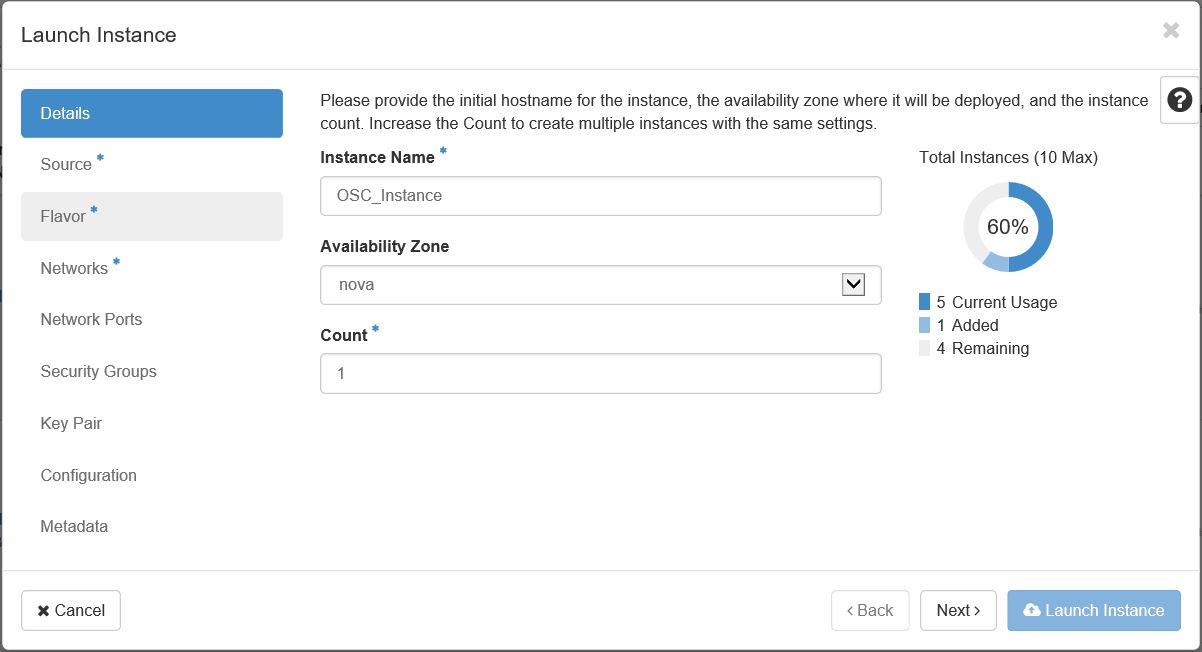 Launch Instance
Details
Source *
Flavor *
Networks *
Network Ports
Security Groups
Key Pair
Configuration
Metadata
Please provide the initial hostname for the instance, the availability zone where it will be deployed, and the instance
count. Increase the Count to create multiple instances with the same settings.
Instance Name *
OSC_Instance
Availability Zone
nova
Count *
1
Total Instances (10 Max)
60%
5 Current Usage
1 Added
4 Remaining
?
Cancel
Back
Next
Launch Instance